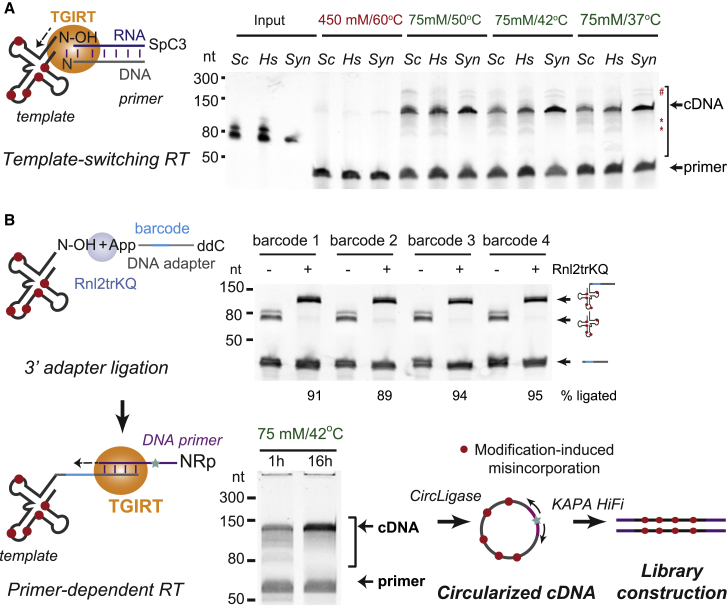 A
TGIRT
N-OH RNA SpC3
N DNA
primer
template
Template-switching RT
Input 450 mM/60°C 75mM/50°C 75mM/42°C 75mM/37°C
nt Sc Hs Syn Sc Hs Syn Sc Hs Syn Sc Hs Syn Sc Hs Syn
300
150
80
50
#
cDNA
*
*
primer
B
barcode
N-OH+App ddC
DNA adapter
Rnl2trKQ
3' adapter ligation
barcode 1 barcode 2 barcode 3 barcode 4
nt - + - + - + - + Rnl2trKQ
150
80
50
91 89 94 95 % ligated
DNA primer
NRp
TGIRT
template
Primer-dependent RT
75 mM/42°C
nt 1h 16h
300
150
80
50
cDNA
primer
Modification-induced
misincorporation
CircLigase
KAPA HiFi
Circularized cDNA
Library
construction